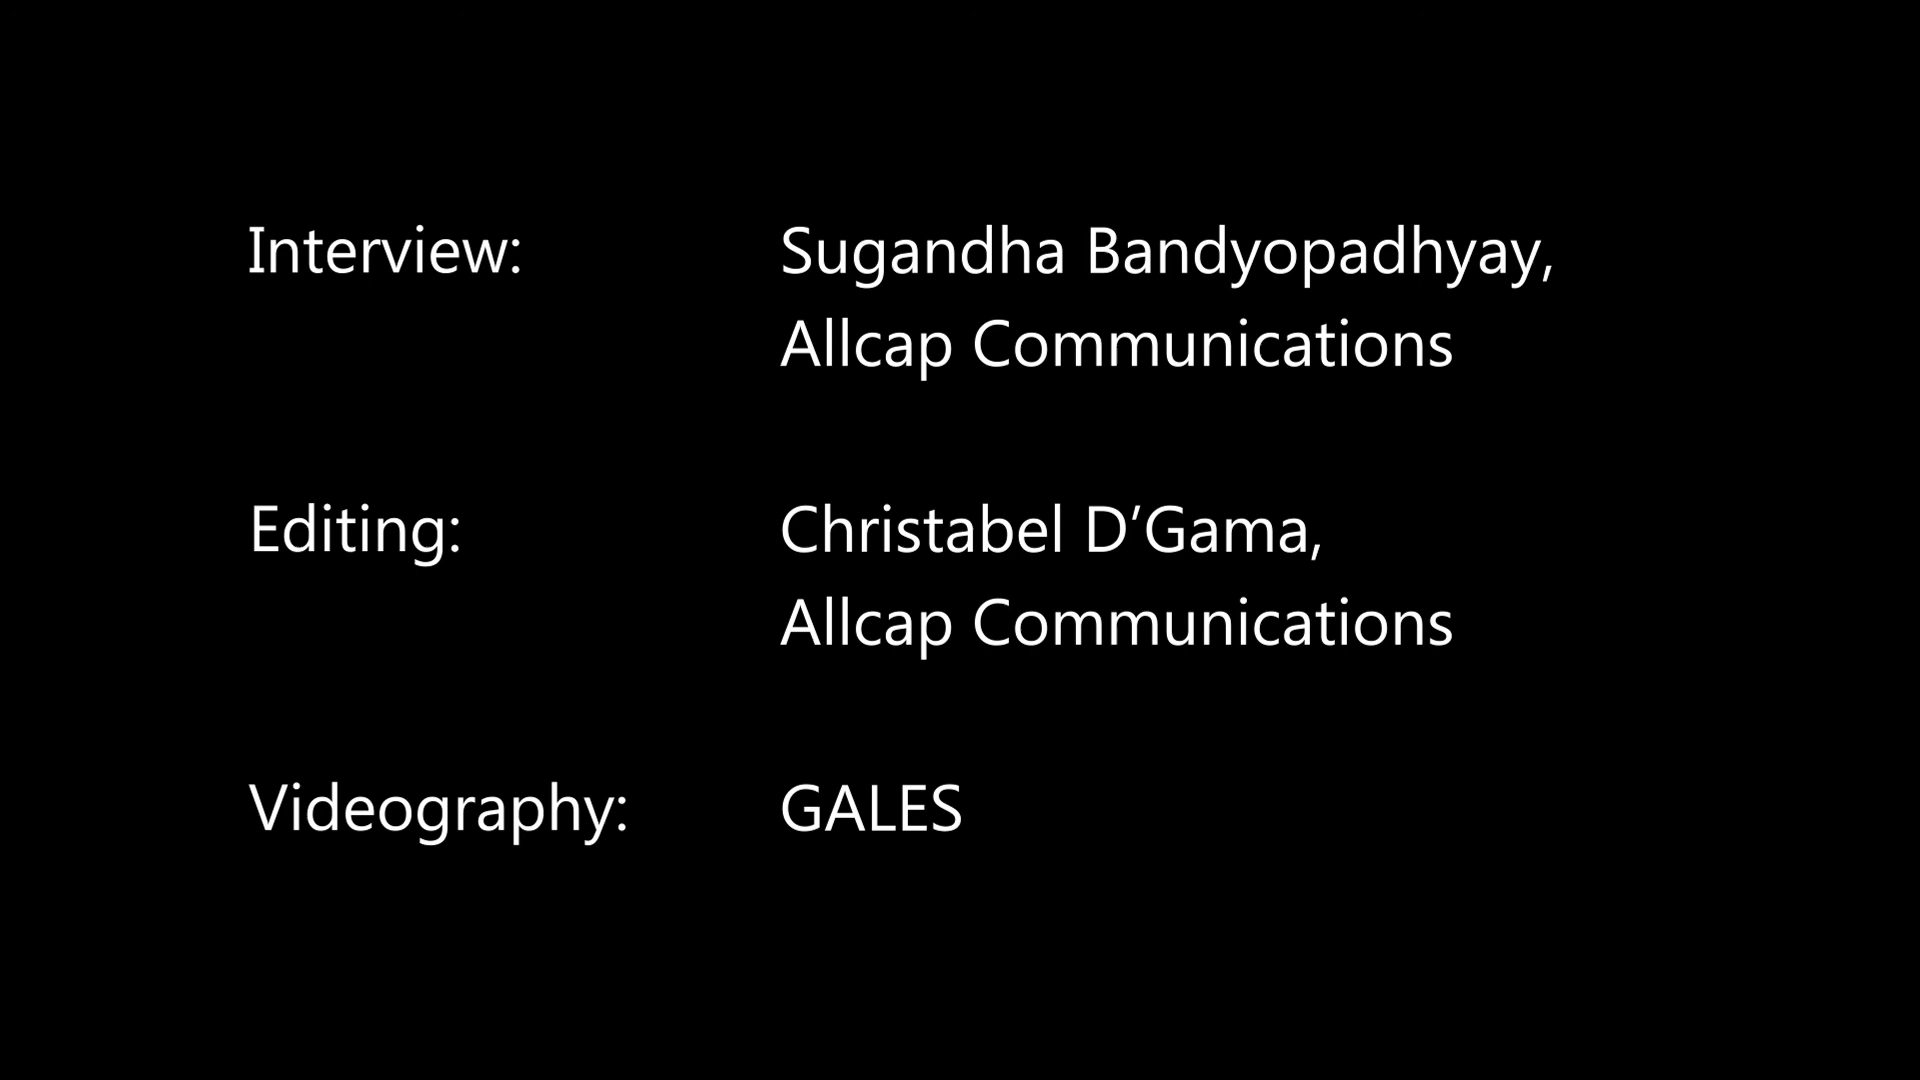 Interview: Sugandha Bandyopadhyay,
Allcap Communications
Editing: Christabel D’Gama,
Allcap Communications
Videography: GALES